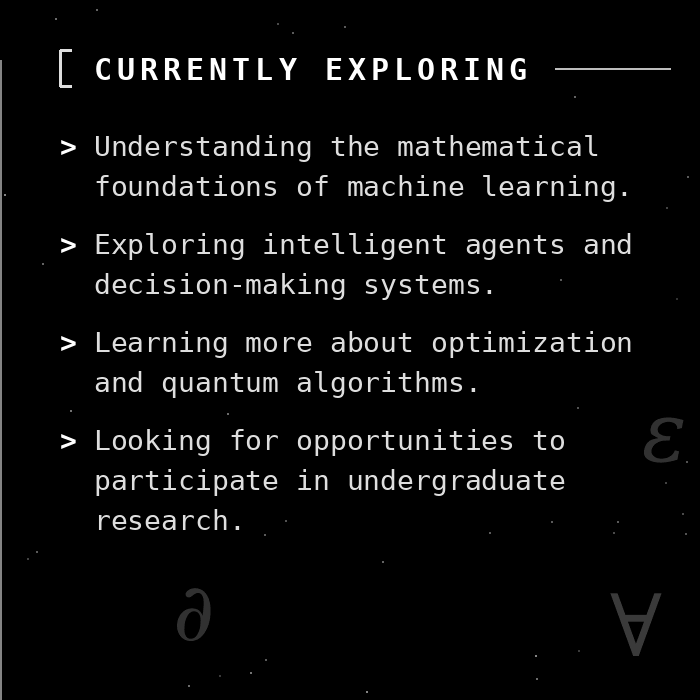 CURRENTLY EXPLORING
> Understanding the mathematical
foundations of machine learning.
> Exploring intelligent agents and
decision-making systems.
> Learning more about optimization
and quantum algorithms.
> Looking for opportunities to
participate in undergraduate
research.
ε
∂
∀